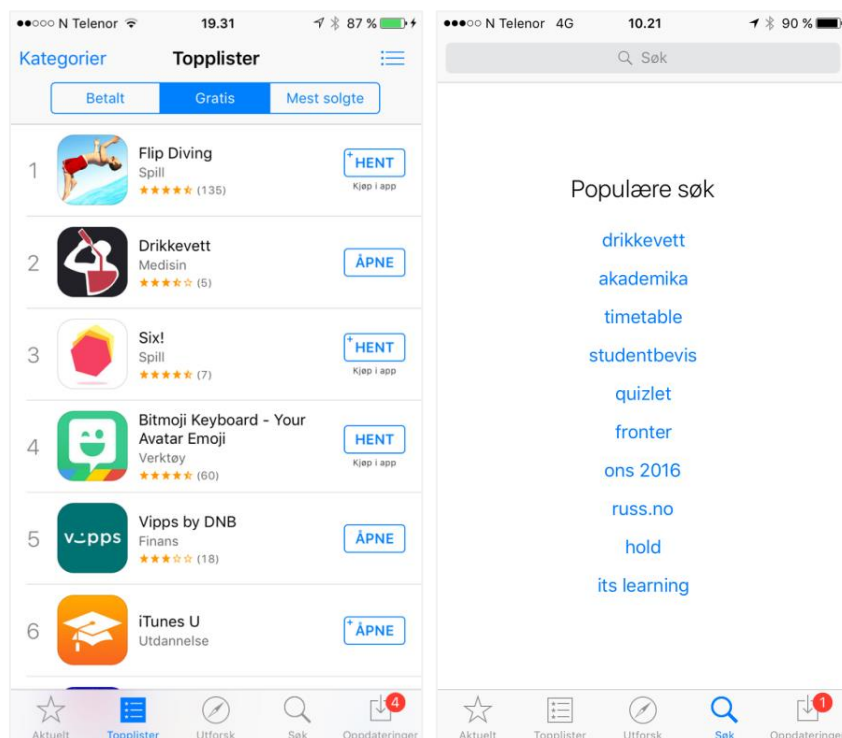 N Telenor 19.31 87 %
Kategorier Topplister
Betalt Gratis Mest solgte
1
Flip Diving
Spill
(135)
+HENT
Kjøp i app
2
Drikkevett
Medisin
(5)
ÅPNE
3
Six!
Spill
(7)
+HENT
Kjøp i app
4
Bitmoji Keyboard - Your
Avatar Emoji
Verktøy
(60)
HENT
Kjøp i app
5
vipps
Vipps by DNB
Finans
(18)
ÅPNE
6
iTunes U
Utdannelse
+ÅPNE
4
Aktuelt Topplister Utforsk Søk Oppdateringer
N Telenor 4G 10.21 90 %
Søk
Populære søk
drikkevett
akademika
timetable
studentbevis
quizlet
fronter
ons 2016
russ.no
hold
its learning
1
Aktuelt Topplister Utforsk Søk Oppdateringer